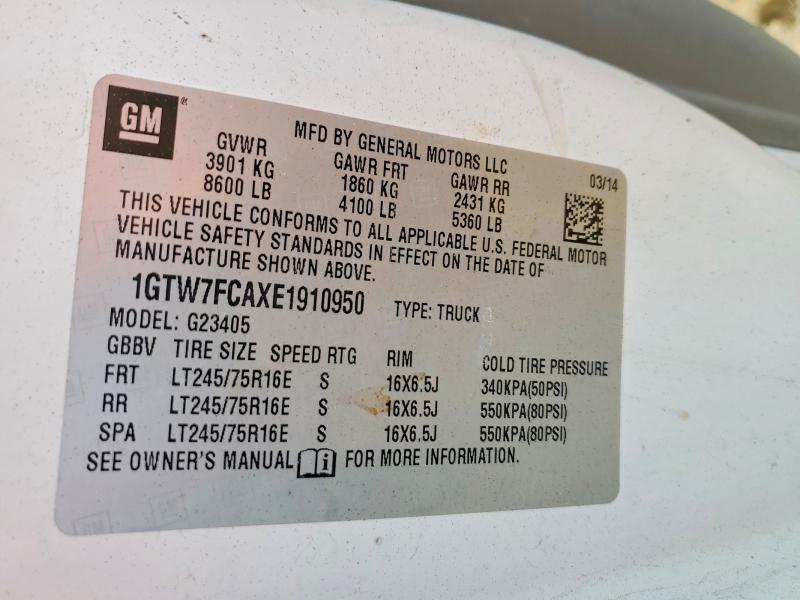 GM®
MFD BY GENERAL MOTORS LLC
03/14
GVWR GAWR FRT GAWR RR
3901 KG 1860 KG 2431 KG
8600 LB 4100 LB 5360 LB
THIS VEHICLE CONFORMS TO ALL APPLICABLE U.S. FEDERAL MOTOR
VEHICLE SAFETY STANDARDS IN EFFECT ON THE DATE OF
MANUFACTURE SHOWN ABOVE.
1GTW7FCAXE1910950 TYPE: TRUCK
MODEL: G23405
GBBV TIRE SIZE SPEED RTG RIM COLD TIRE PRESSURE
FRT LT245/75R16E S 16X6.5J 340KPA(50PSI)
RR LT245/75R16E S 16X6.5J 550KPA(80PSI)
SPA LT245/75R16E S 16X6.5J 550KPA(80PSI)
SEE OWNER'S MANUAL i FOR MORE INFORMATION.